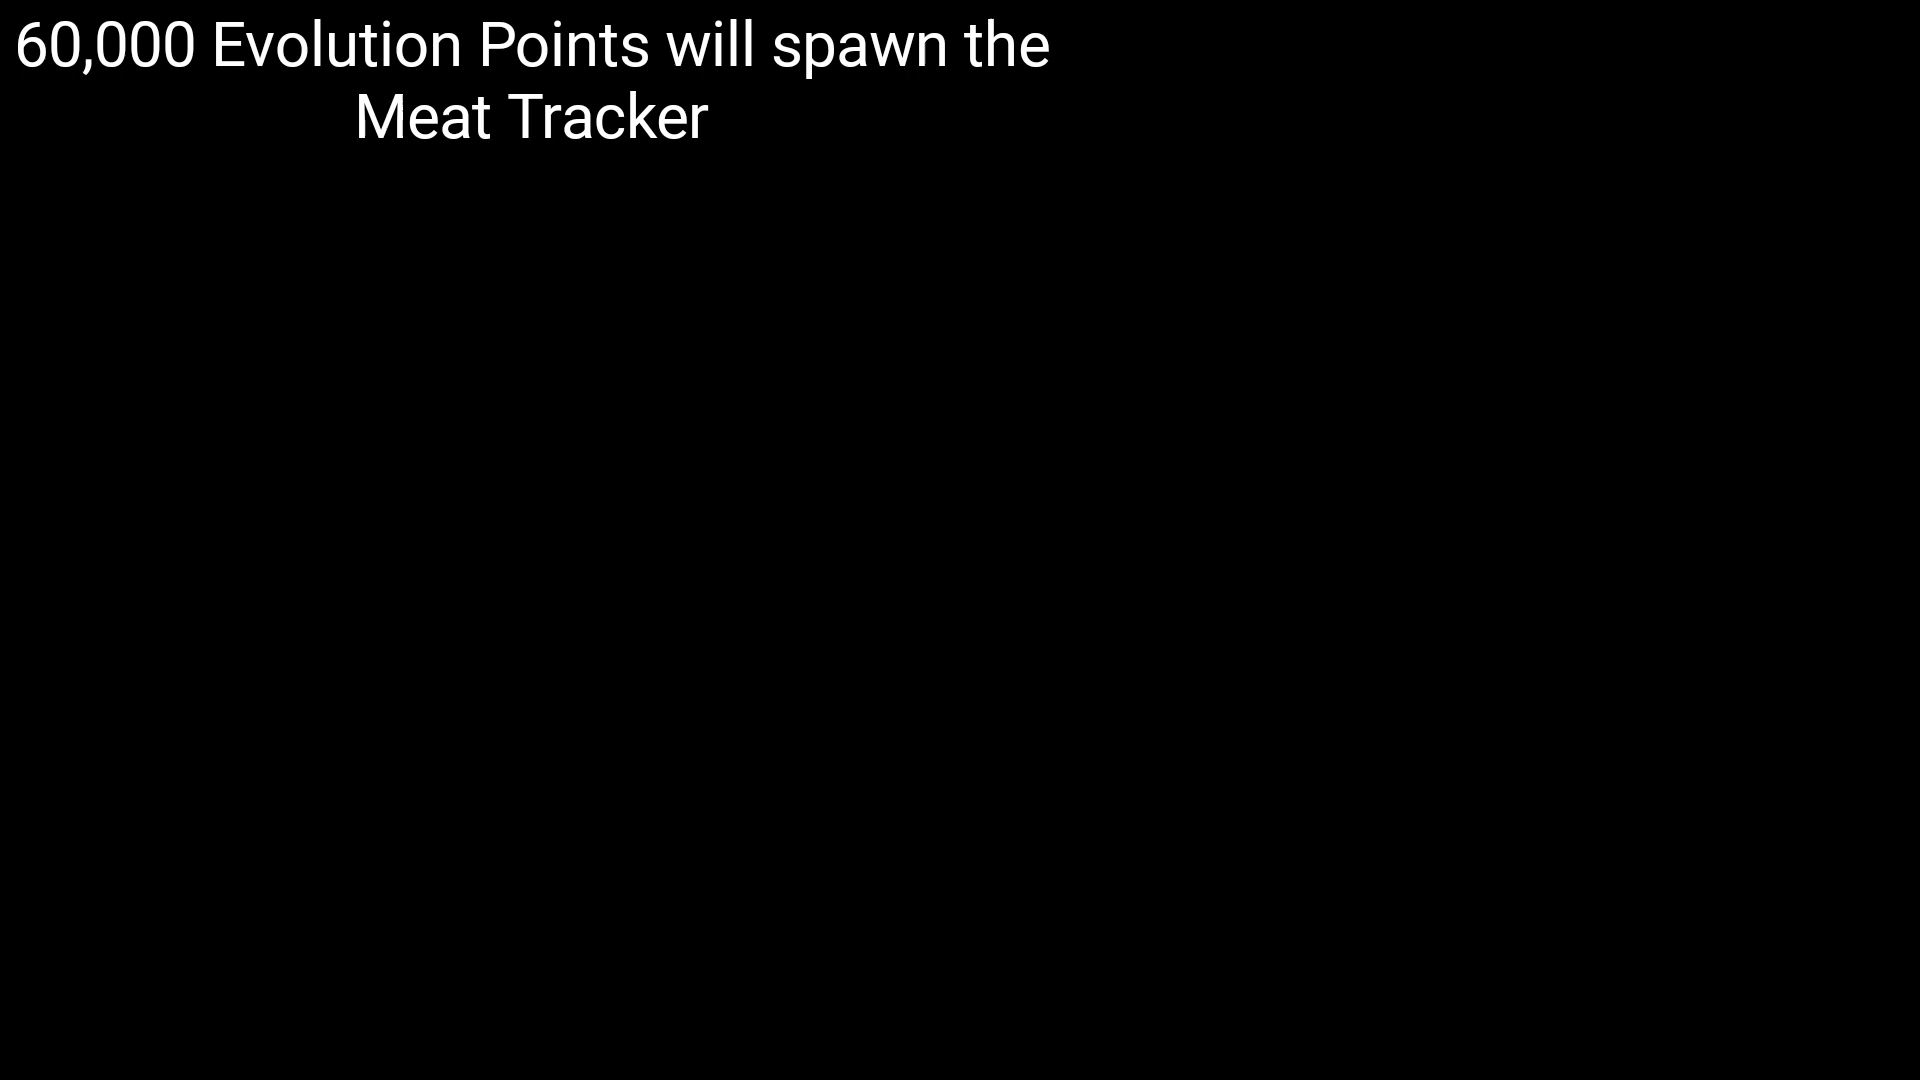 60,000 Evolution Points will spawn the
Meat Tracker